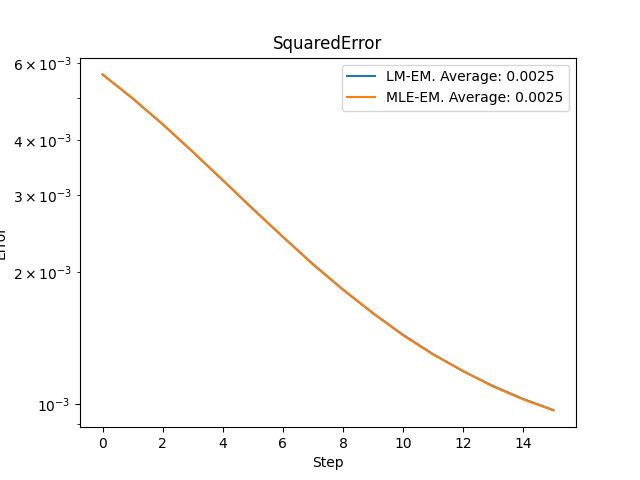 SquaredError
6 × 10⁻³
4 × 10⁻³
3 × 10⁻³
2 × 10⁻³
10⁻³
Error
LM-EM. Average: 0.0025
MLE-EM. Average: 0.0025
0 2 4 6 8 10 12 14
Step